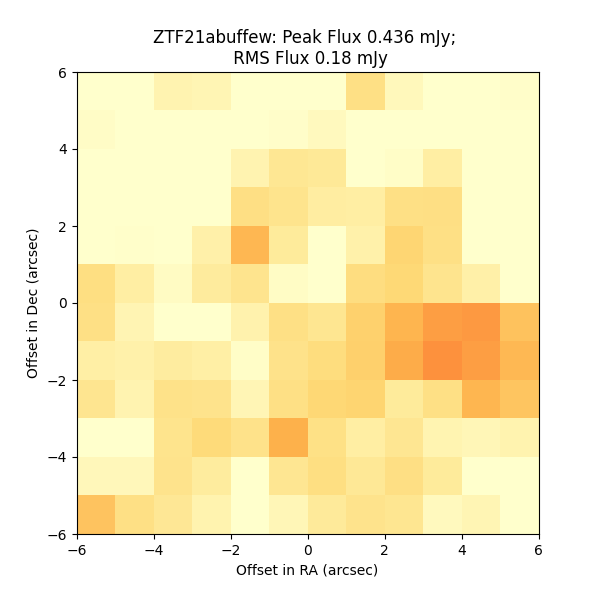 ZTF21abuffew: Peak Flux 0.436 mJy;
RMS Flux 0.18 mJy
6
4
2
0
−2
−4
−6
Offset in Dec (arcsec)
−6 −4 −2 0 2 4 6
Offset in RA (arcsec)